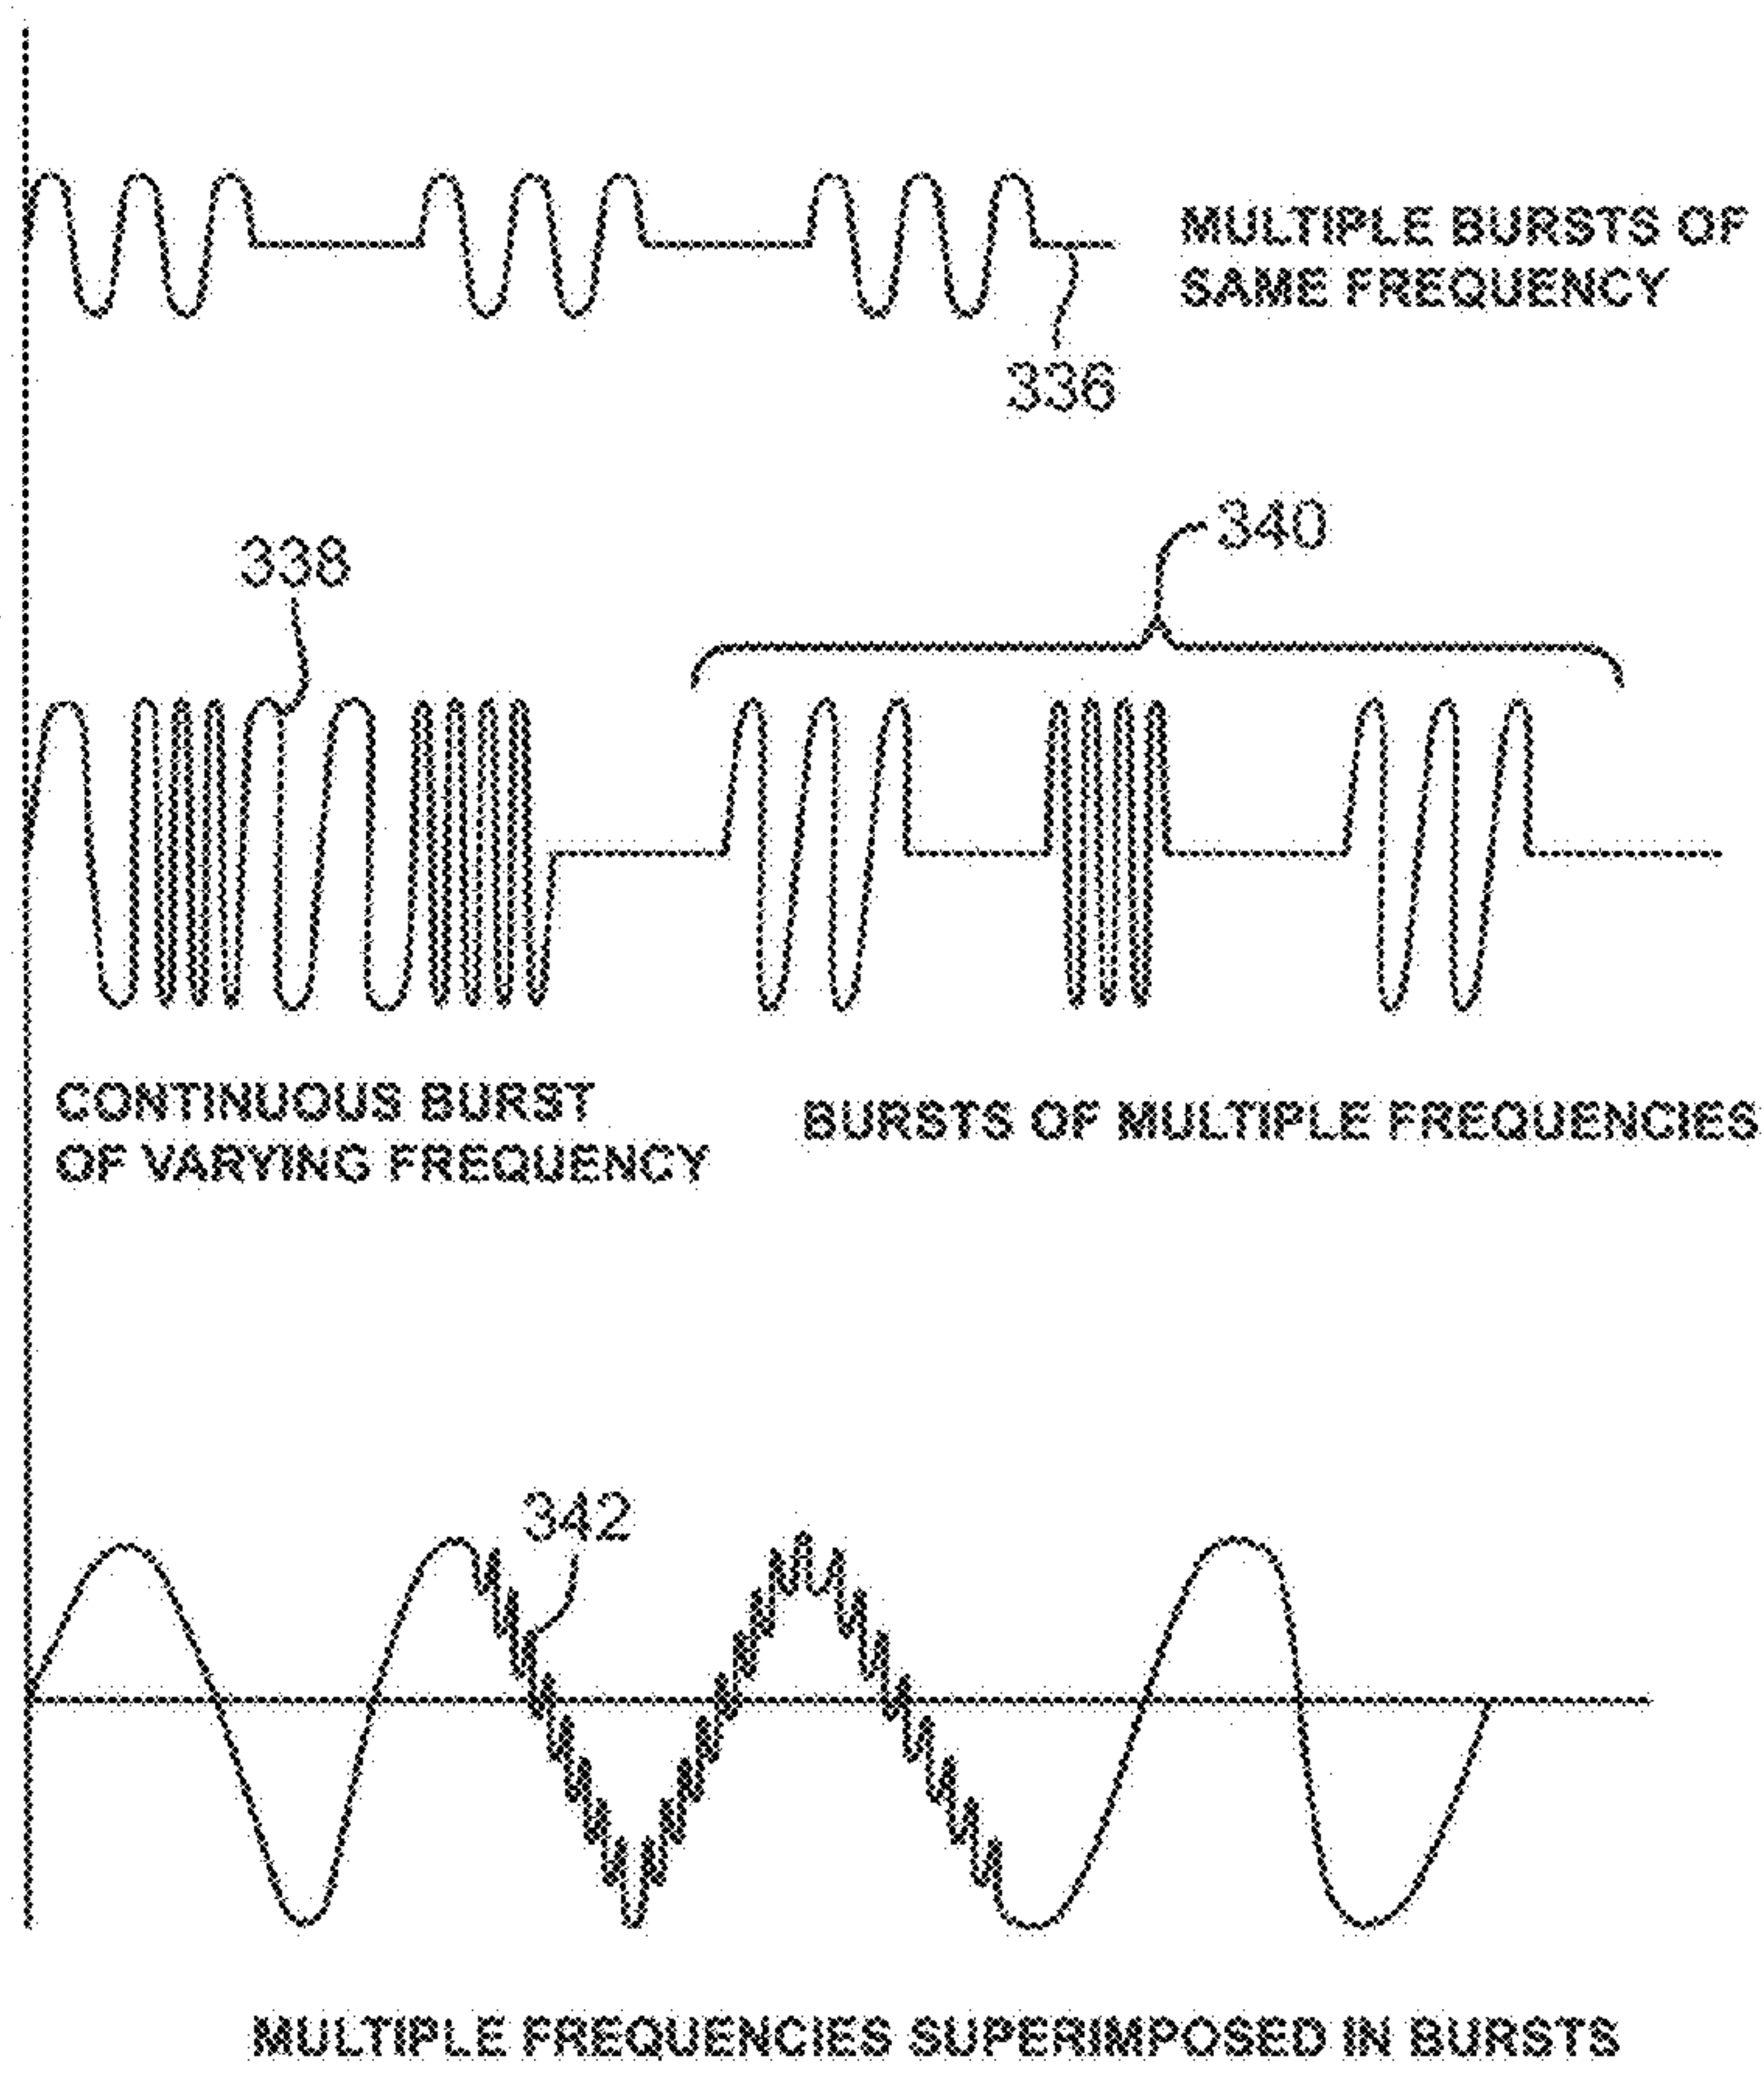 MULTIPLE BURSTS OF
SAME FREQUENCY
336
340
338
CONTINUOUS BURST
OF VARYING FREQUENCY
BURSTS OF MULTIPLE FREQUENCIES
342
MULTIPLE FREQUENCIES SUPERIMPOSED IN BURSTS